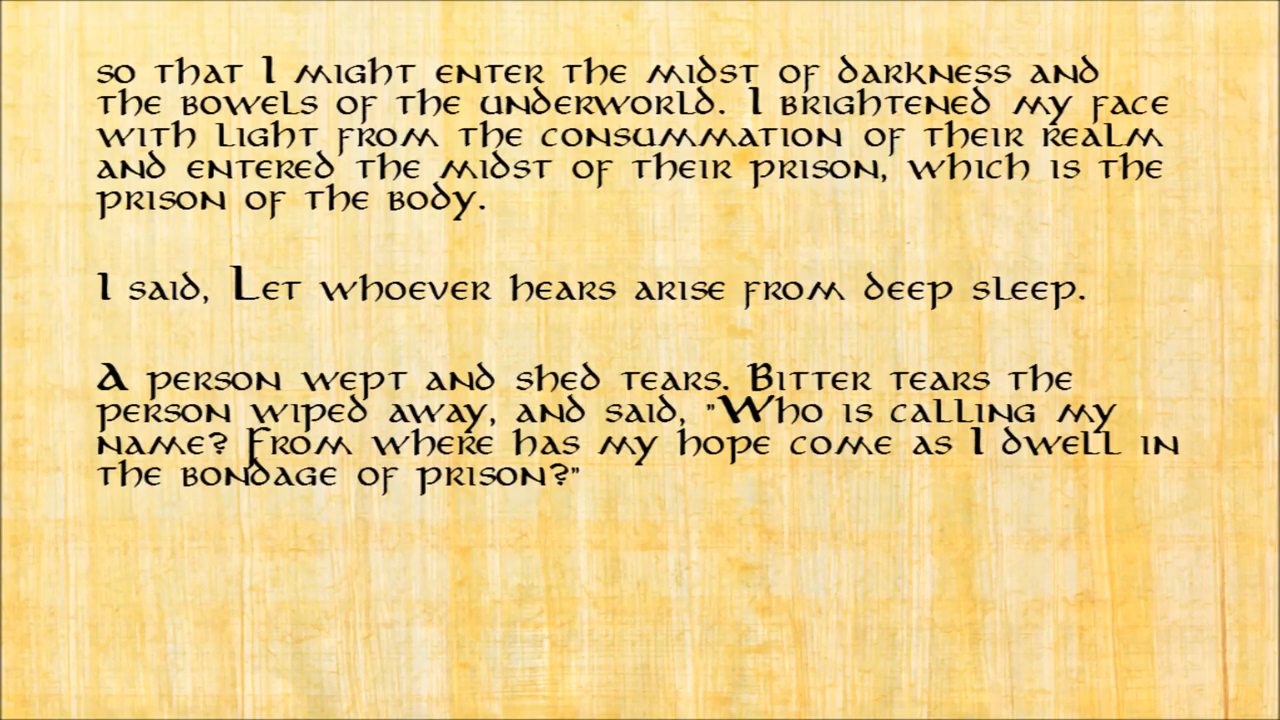 so that I might enter the midst of darkness and
the bowels of the underworld. I brightened my face
with light from the consummation of their realm
and entered the midst of their prison, which is the
prison of the body.
I said, Let whoever hears arise from deep sleep.
A person wept and shed tears. Bitter tears the
person wiped away, and said, "Who is calling my
name? From where has my hope come as I dwell in
the bondage of prison?"